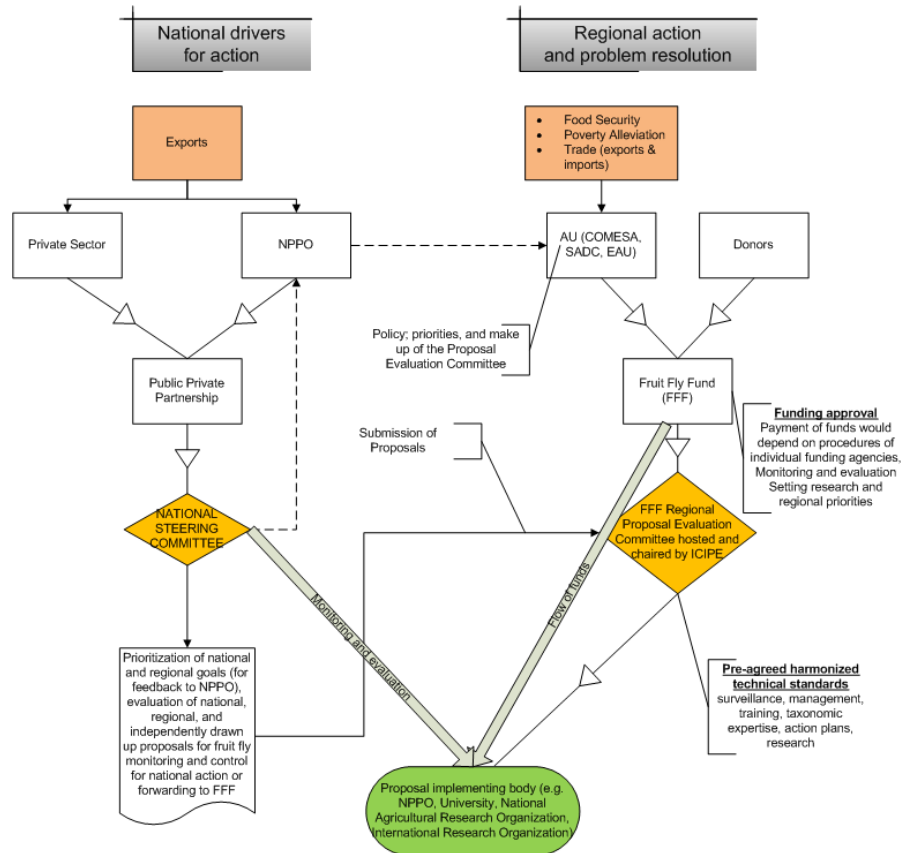 National drivers
for action
Regional action
and problem resolution
Exports
• Food Security
• Poverty Alleviation
• Trade (exports &
imports)
Private Sector
NPPO
AU (COMESA,
SADC, EAU)
Donors
Policy; priorities, and make
up of the Proposal
Evaluation Committee
Public Private
Partnership
Fruit Fly Fund
(FFF)
Funding approval
Payment of funds would
depend on procedures of
individual funding agencies,
Monitoring and evaluation
Setting research and
regional priorities
Submission of
Proposals
NATIONAL
STEERING
COMMITTEE
FFF Regional
Proposal Evaluation
Committee hosted and
chaired by ICIPE
Monitoring and evaluation
Flow of funds
Prioritization of national
and regional goals (for
feedback to NPPO),
evaluation of national,
regional, and
independently drawn
up proposals for fruit fly
monitoring and control
for national action or
forwarding to FFF
Pre-agreed harmonized
technical standards
surveillance, management,
training, taxonomic
expertise, action plans,
research
Proposal implementing body (e.g.
NPPO, University, National
Agricultural Research Organization,
International Research Organization)